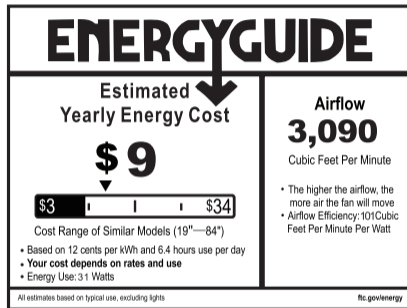 ENERGYGUIDE
Estimated
Yearly Energy Cost
$ 9
$3 $34
Cost Range of Similar Models (19"—84")
• Based on 12 cents per kWh and 6.4 hours use per day
• Your cost depends on rates and use
• Energy Use: 31 Watts
Airflow
3,090
Cubic Feet Per Minute
• The higher the airflow, the
more air the fan will move
• Airflow Efficiency:101Cubic
Feet Per Minute Per Watt
All estimates based on typical use, excluding lights
ftc.gov/energy